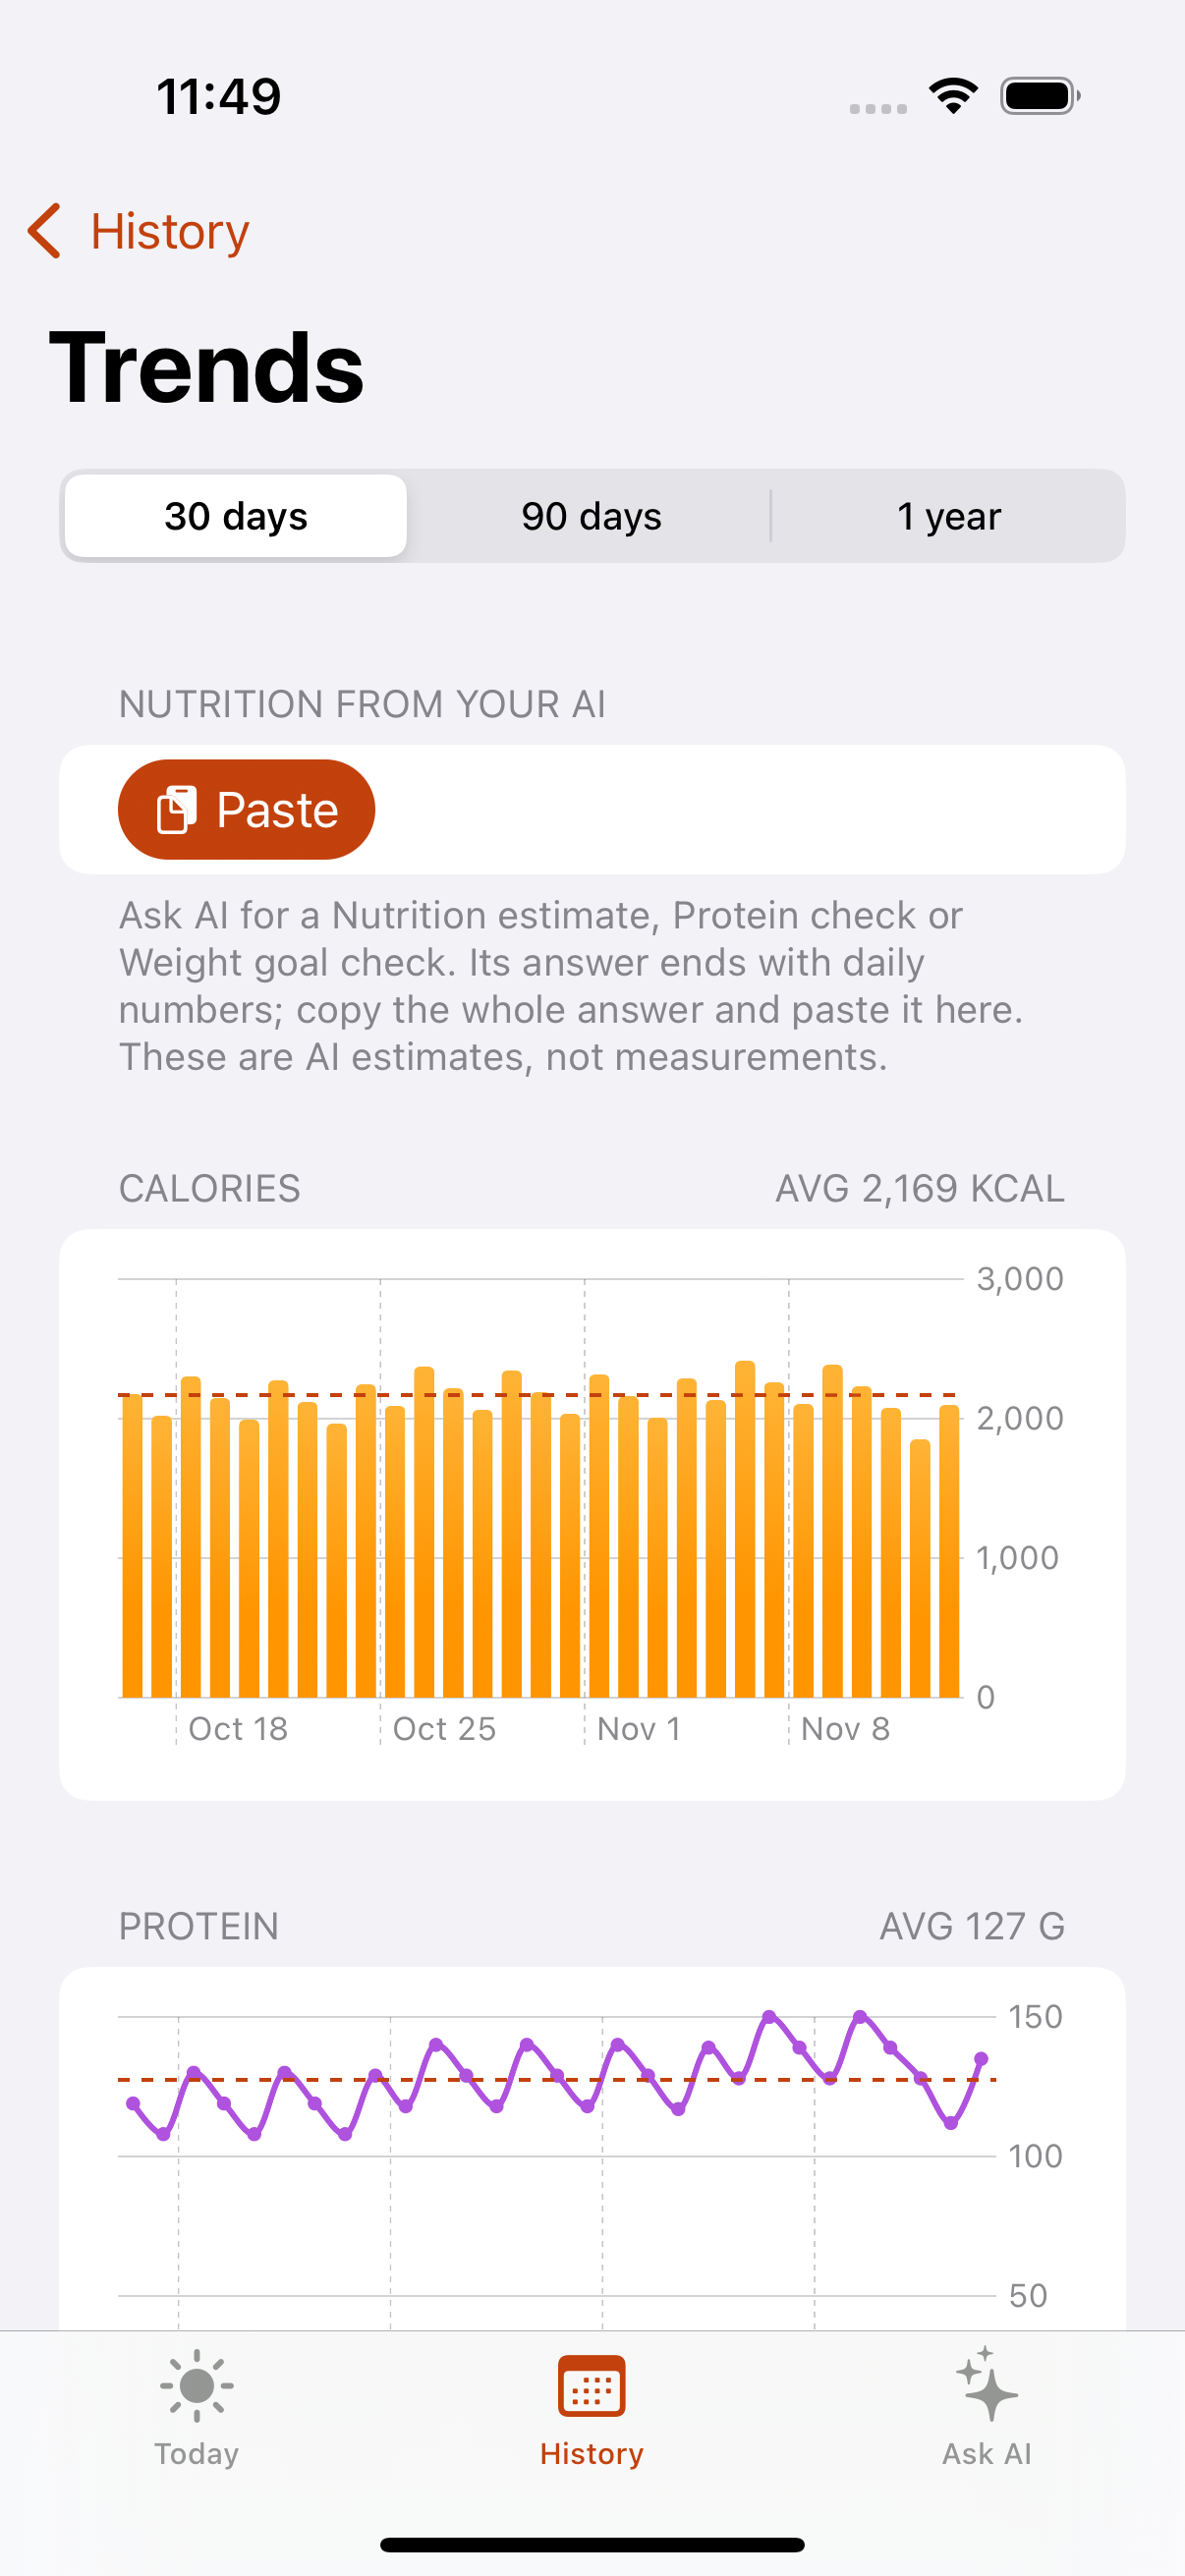 11:49
History
Trends
30 days
90 days
1 year
NUTRITION FROM YOUR AI
Paste
Ask AI for a Nutrition estimate, Protein check or
Weight goal check. Its answer ends with daily
numbers; copy the whole answer and paste it here.
These are AI estimates, not measurements.
CALORIES
AVG 2,169 KCAL
3,000
2,000
1,000
0
Oct 18
Oct 25
Nov 1
Nov 8
PROTEIN
AVG 127 G
150
100
50
Today
History
Ask AI